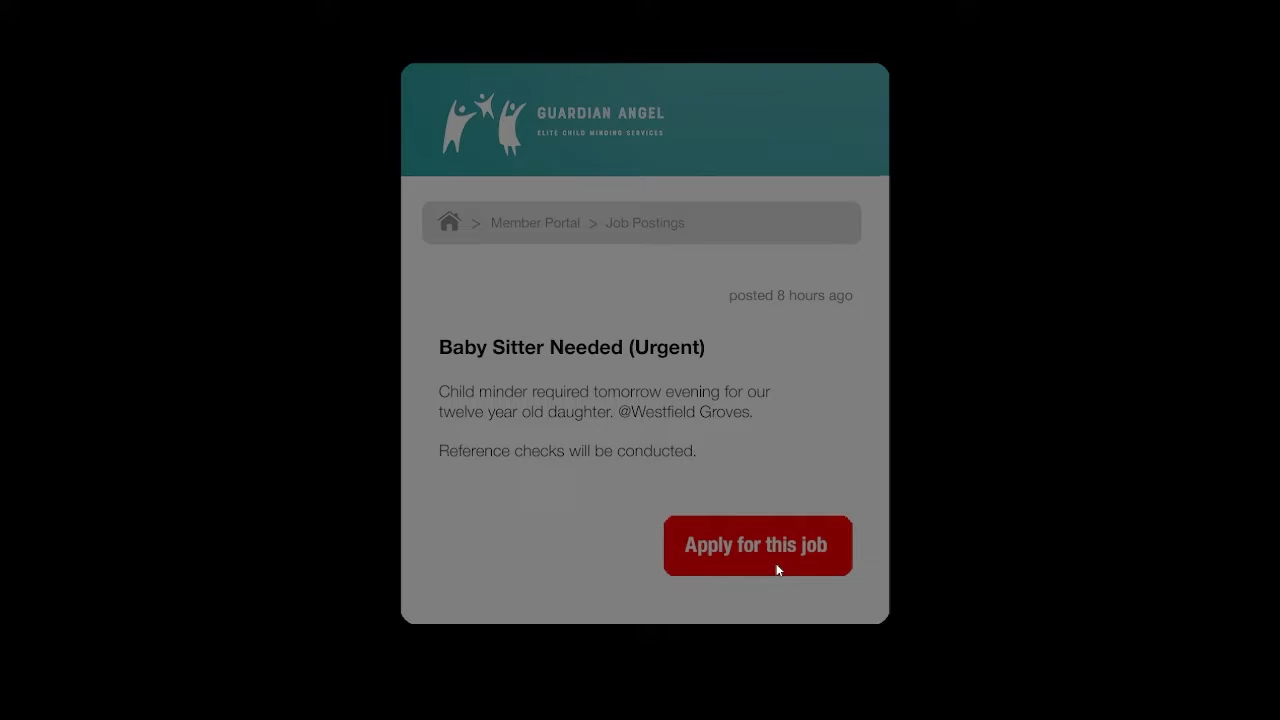 GUARDIAN ANGEL
ELITE CHILD MINDING SERVICES
> Member Portal > Job Postings
posted 8 hours ago
Baby Sitter Needed (Urgent)
Child minder required tomorrow evening for our
twelve year old daughter. @Westfield Groves.
Reference checks will be conducted.
Apply for this job